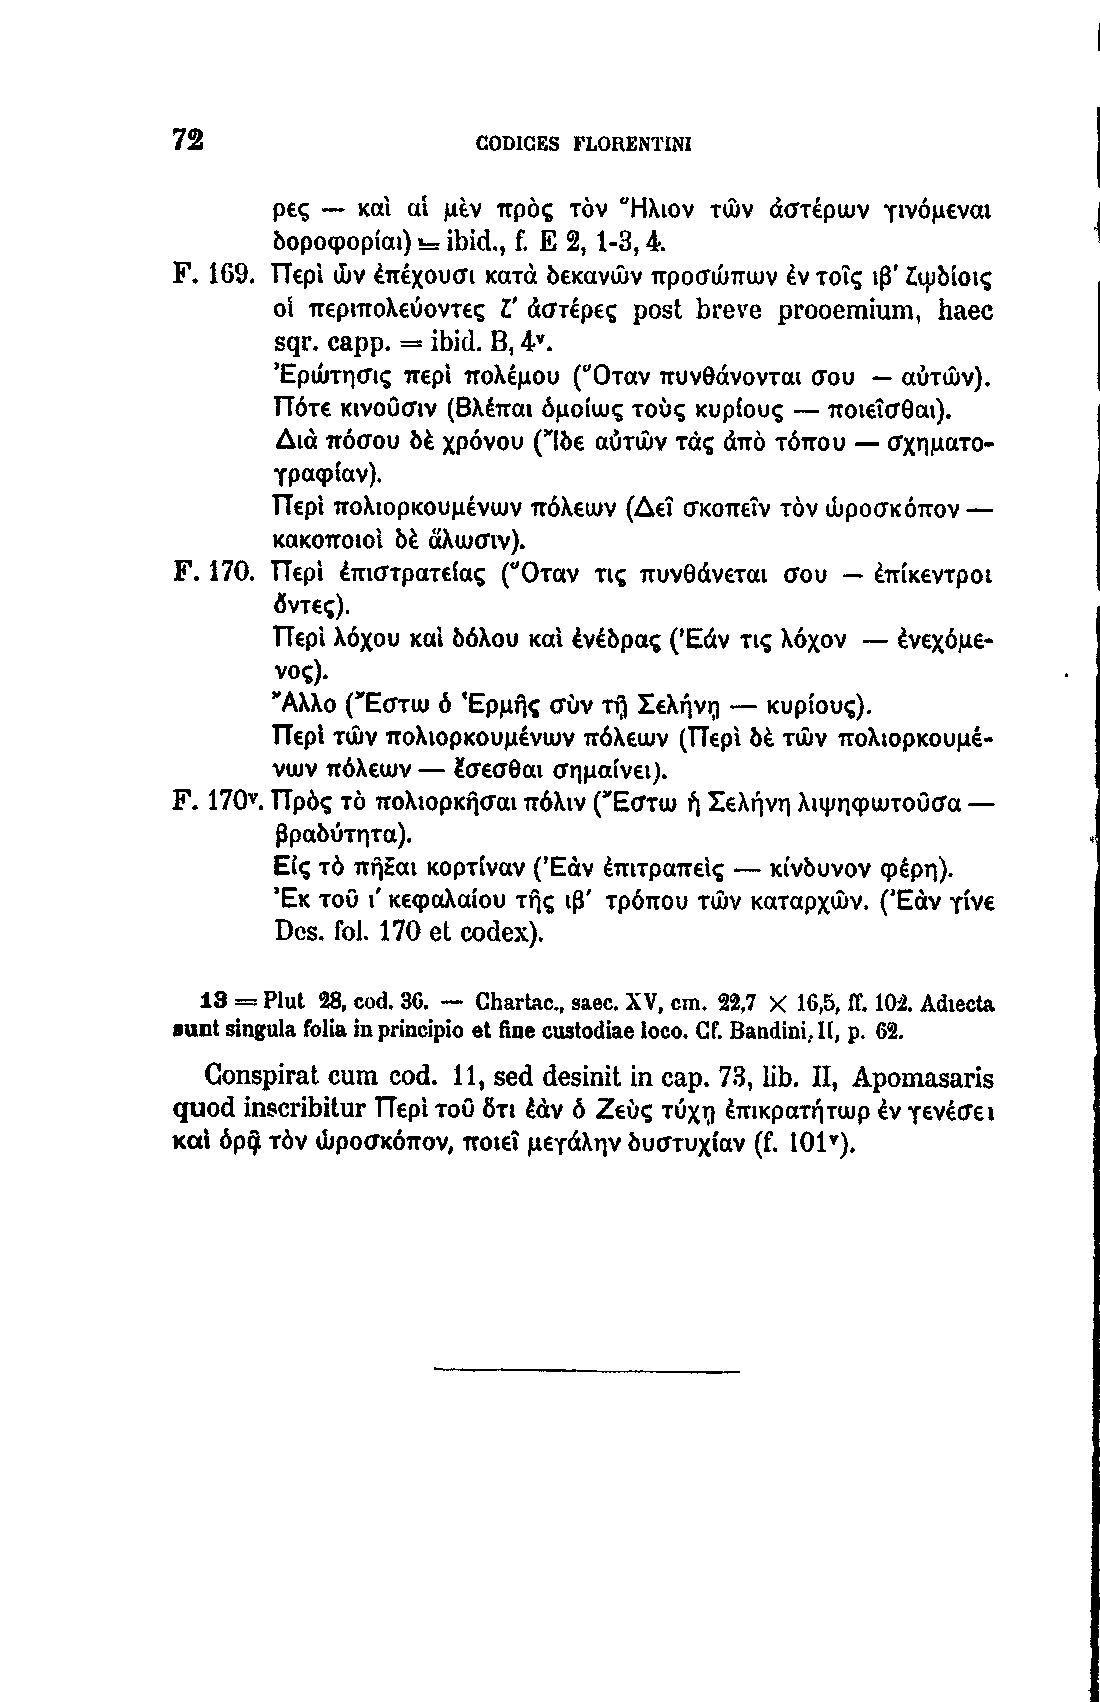 72 CODICES FLORENTINI
ρες — καὶ αἱ μὲν πρὸς τὸν Ἥλιον τῶν ἀστέρων γινόμεναι
δοροφορίαι) = ibid., f. E 2, 1-3, 4.
F. 169. Περὶ ὧν ἐπέχουσι κατὰ δεκανῶν προσώπων ἐν τοῖς ιβ′ ζῳδίοις
οἱ περιπολεύοντες ζ′ ἀστέρες post breve prooemium, haec
sqr. capp. = ibid. B, 4ᵛ.
Ἐρώτησις περὶ πολέμου (Ὅταν πυνθάνονται σου — αὐτῶν).
Πότε κινοῦσιν (Βλέπαι ὁμοίως τοὺς κυρίους — ποιεῖσθαι).
Διὰ πόσου δὲ χρόνου (Ἴδε αὐτῶν τὰς ἀπὸ τόπου — σχηματο-
γραφίαν).
Περὶ πολιορκουμένων πόλεων (Δεῖ σκοπεῖν τὸν ὡροσκόπον —
κακοποιοὶ δὲ ἅλωσιν).
F. 170. Περὶ ἐπιστρατείας (Ὅταν τις πυνθάνεται σου — ἐπίκεντροι
ὄντες).
Περὶ λόχου καὶ δόλου καὶ ἐνέδρας (Ἐάν τις λόχον — ἐνεχόμε-
νος).
Ἄλλο (Ἔστω ὁ Ἑρμῆς σὺν τῇ Σελήνῃ — κυρίους).
Περὶ τῶν πολιορκουμένων πόλεων (Περὶ δὲ τῶν πολιορκουμέ-
νων πόλεων — ἔσεσθαι σημαίνει).
F. 170ᵛ. Πρὸς τὸ πολιορκῆσαι πόλιν (Ἔστω ἡ Σελήνη λιψηφωτοῦσα —
βραδύτητα).
Εἰς τὸ πῆξαι κορτίναν (Ἐὰν ἐπιτραπεὶς — κίνδυνον φέρη).
Ἐκ τοῦ ι′ κεφαλαίου τῆς ιβ′ τρόπου τῶν καταρχῶν. (Ἐὰν γίνε
Des. fol. 170 et codex).
13 = Plut 28, cod. 36. — Chartac., saec. XV, cm. 22,7 × 16,5, ff. 102. Adiecta
sunt singula folia in principio et fine custodiae loco. Cf. Bandini, II, p. 62.
Conspirat cum cod. 11, sed desinit in cap. 73, lib. II, Apomasaris
quod inscribitur Περὶ τοῦ ὅτι ἐὰν ὁ Ζεὺς τύχῃ ἐπικρατήτωρ ἐν γενέσει
καὶ ὁρᾷ τὸν ὡροσκόπον, ποιεῖ μεγάλην δυστυχίαν (f. 101ᵛ).